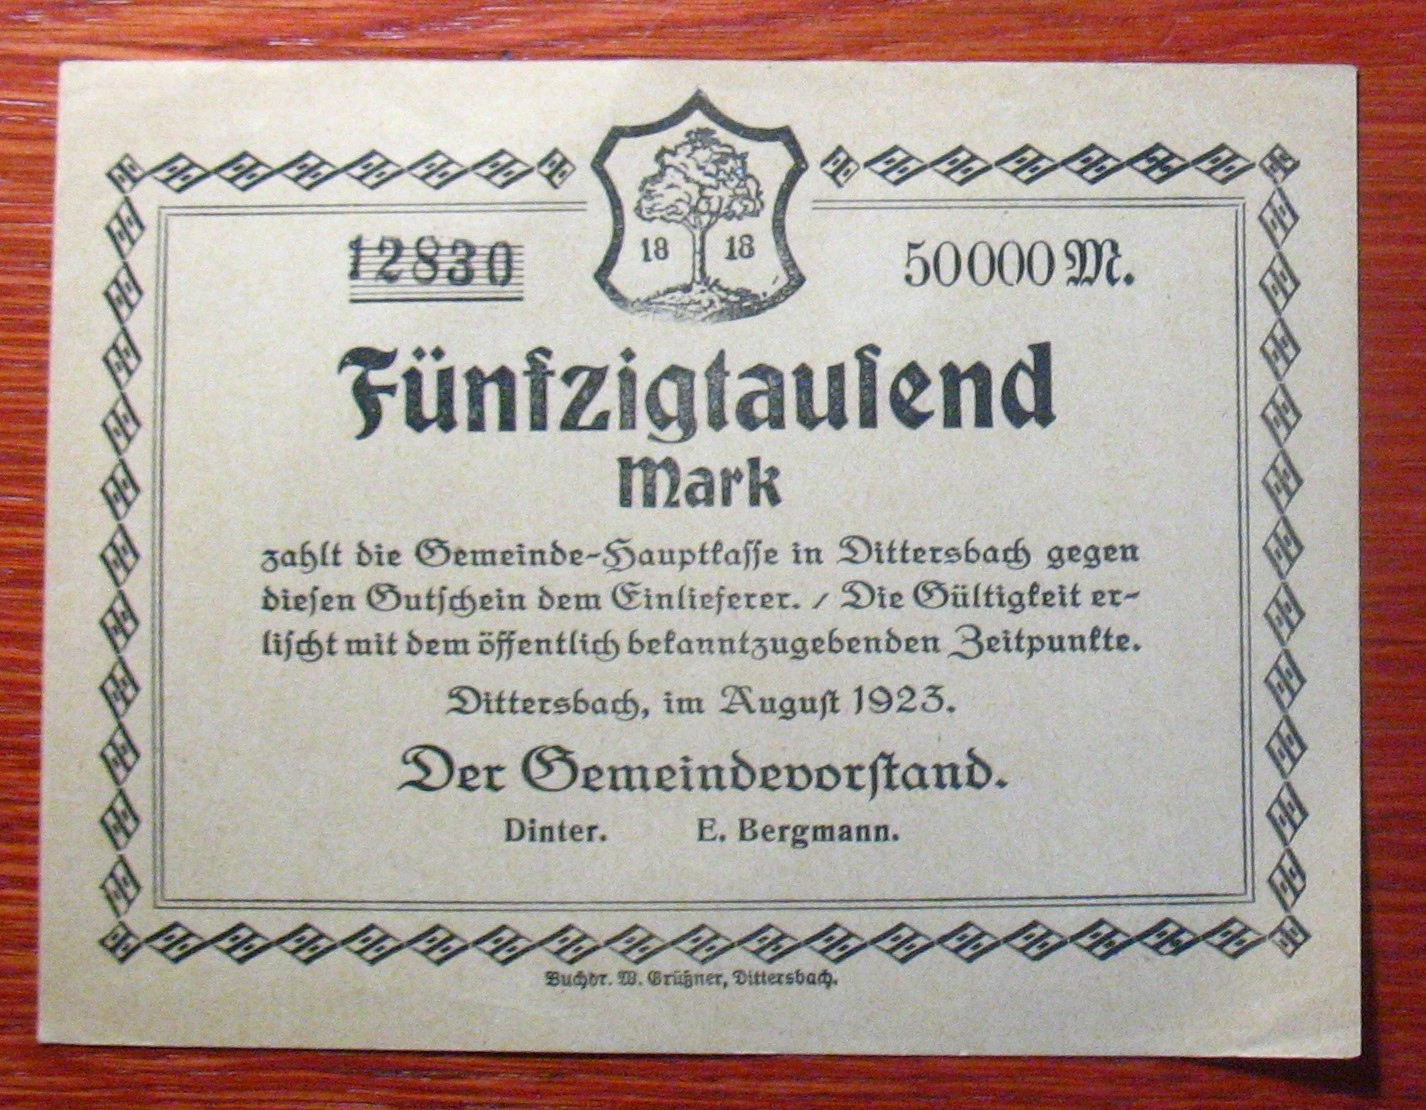 18 18
12830
50000 M.
Fünfzigtauſend
Mark
zahlt die Gemeinde-Hauptkaſſe in Dittersbach gegen
dieſen Gutſchein dem Einlieferer. / Die Gültigkeit er-
liſcht mit dem öffentlich bekanntzugebenden Zeitpunkte.
Dittersbach, im Auguſt 1923.
Der Gemeindevorſtand.
Dinter. E. Bergmann.
Buchdr. W. Grüßner, Dittersbach.